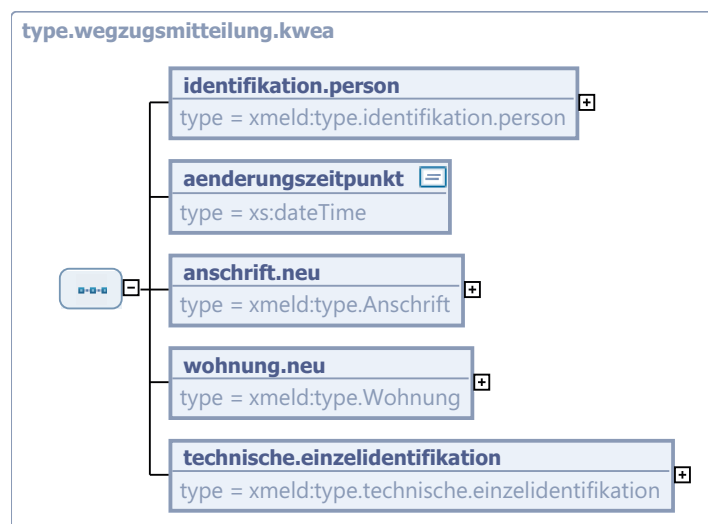 type.wegzugsmitteilung.kwea
identifikation.person
type = xmeld:type.identifikation.person
aenderungszeitpunkt
type = xs:dateTime
anschrift.neu
type = xmeld:type.Anschrift
wohnung.neu
type = xmeld:type.Wohnung
technische.einzelidentifikation
type = xmeld:type.technische.einzelidentifikation